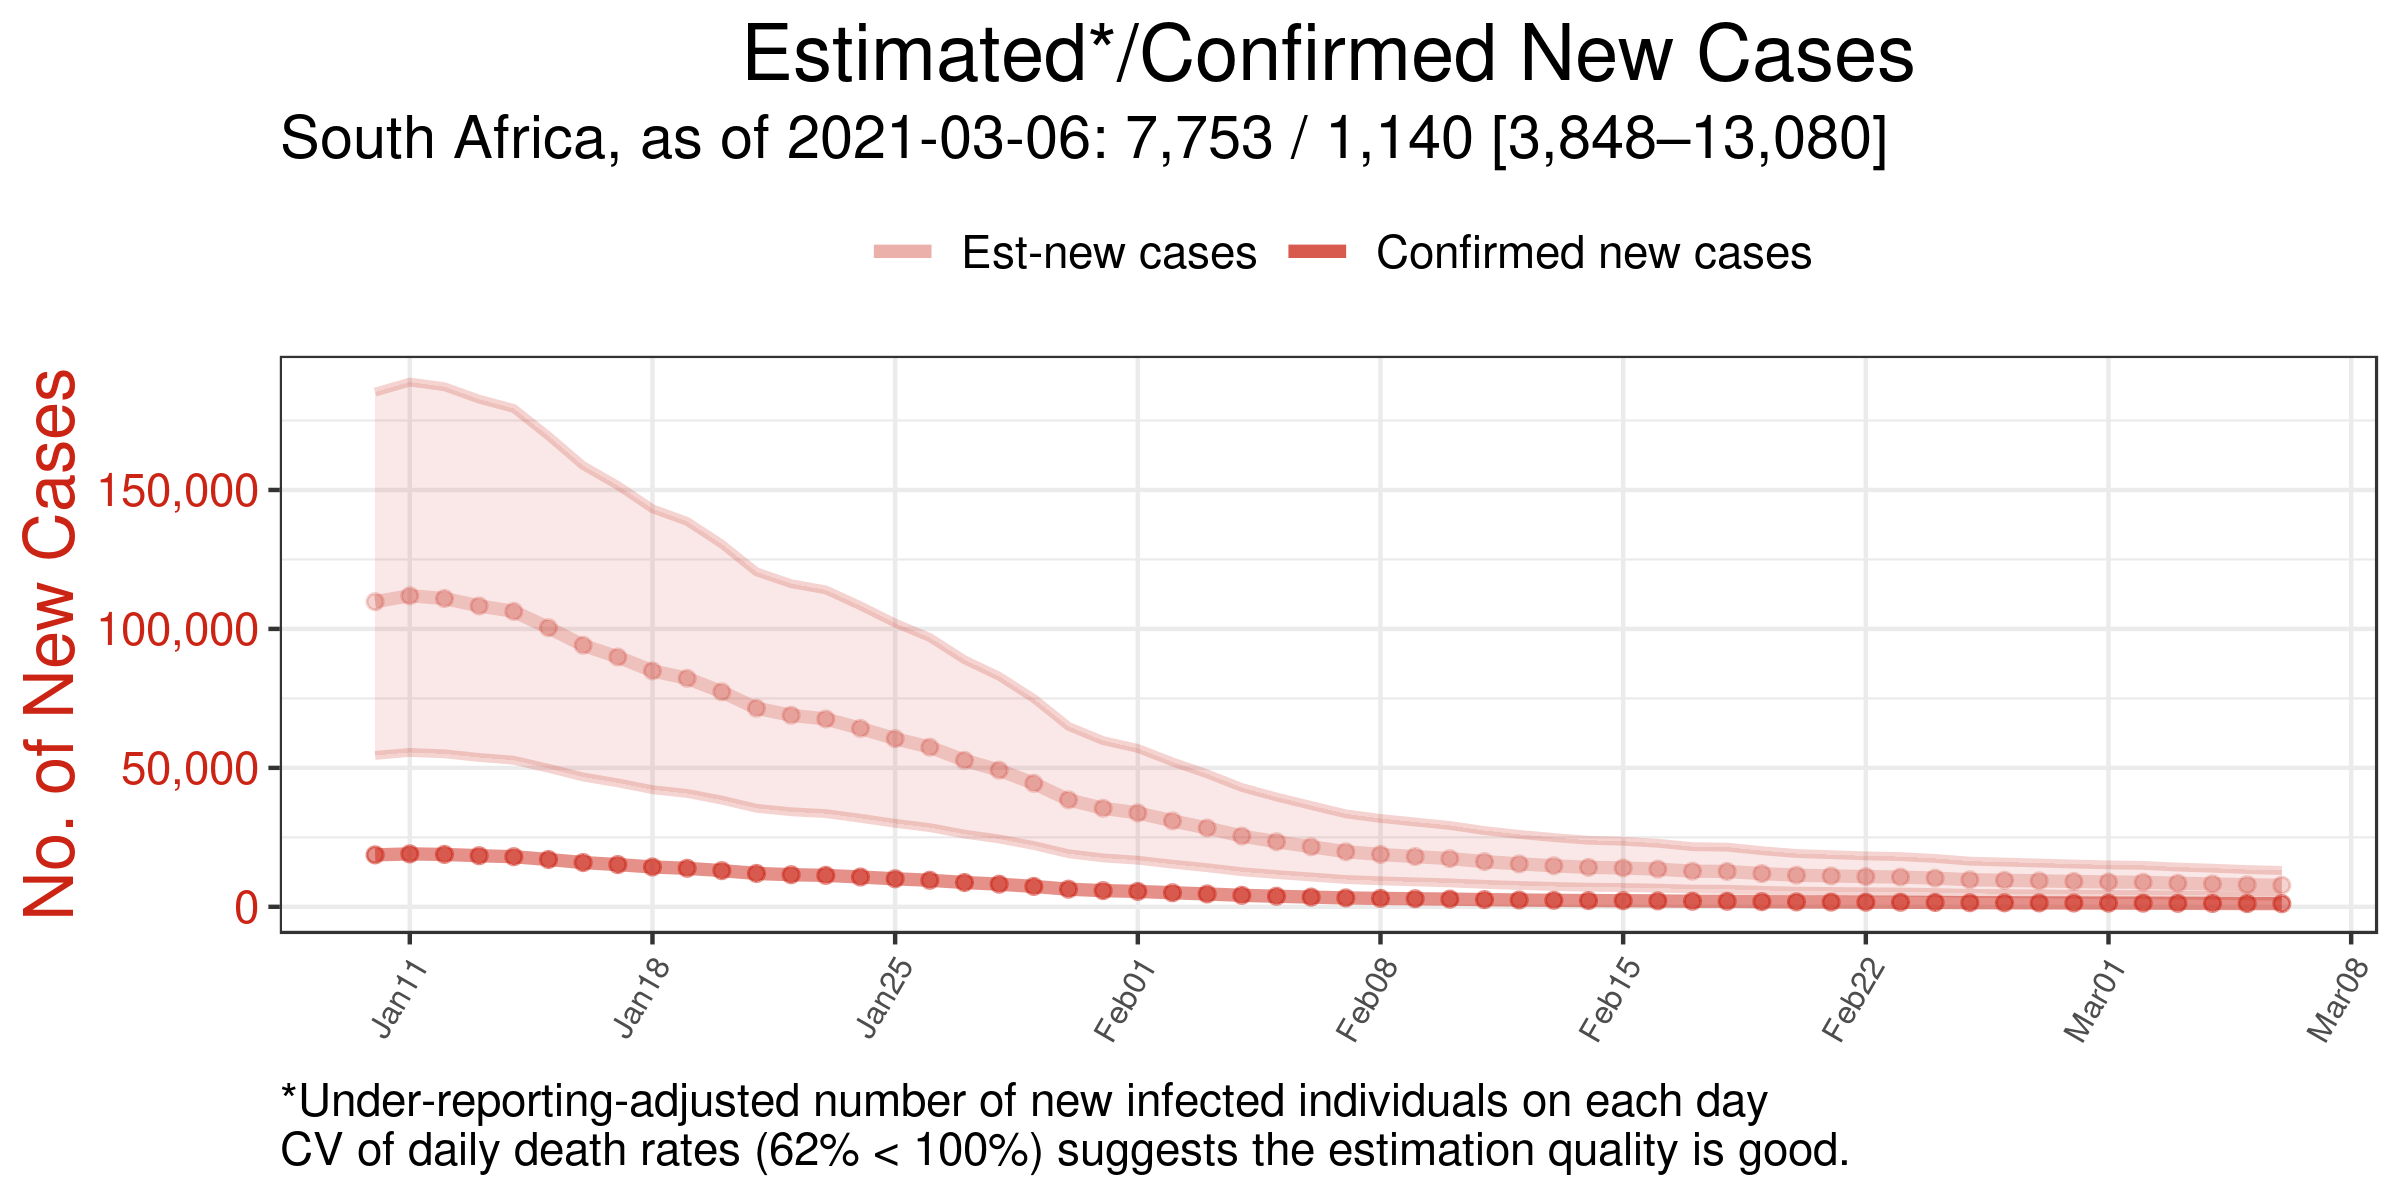 Estimated*/Confirmed New Cases
South Africa, as of 2021-03-06: 7,753 / 1,140 [3,848–13,080]
Est-new cases
Confirmed new cases
No. of New Cases
150,000
100,000
50,000
0
Jan11
Jan18
Jan25
Feb01
Feb08
Feb15
Feb22
Mar01
Mar08
*Under-reporting-adjusted number of new infected individuals on each day
CV of daily death rates (62% < 100%) suggests the estimation quality is good.